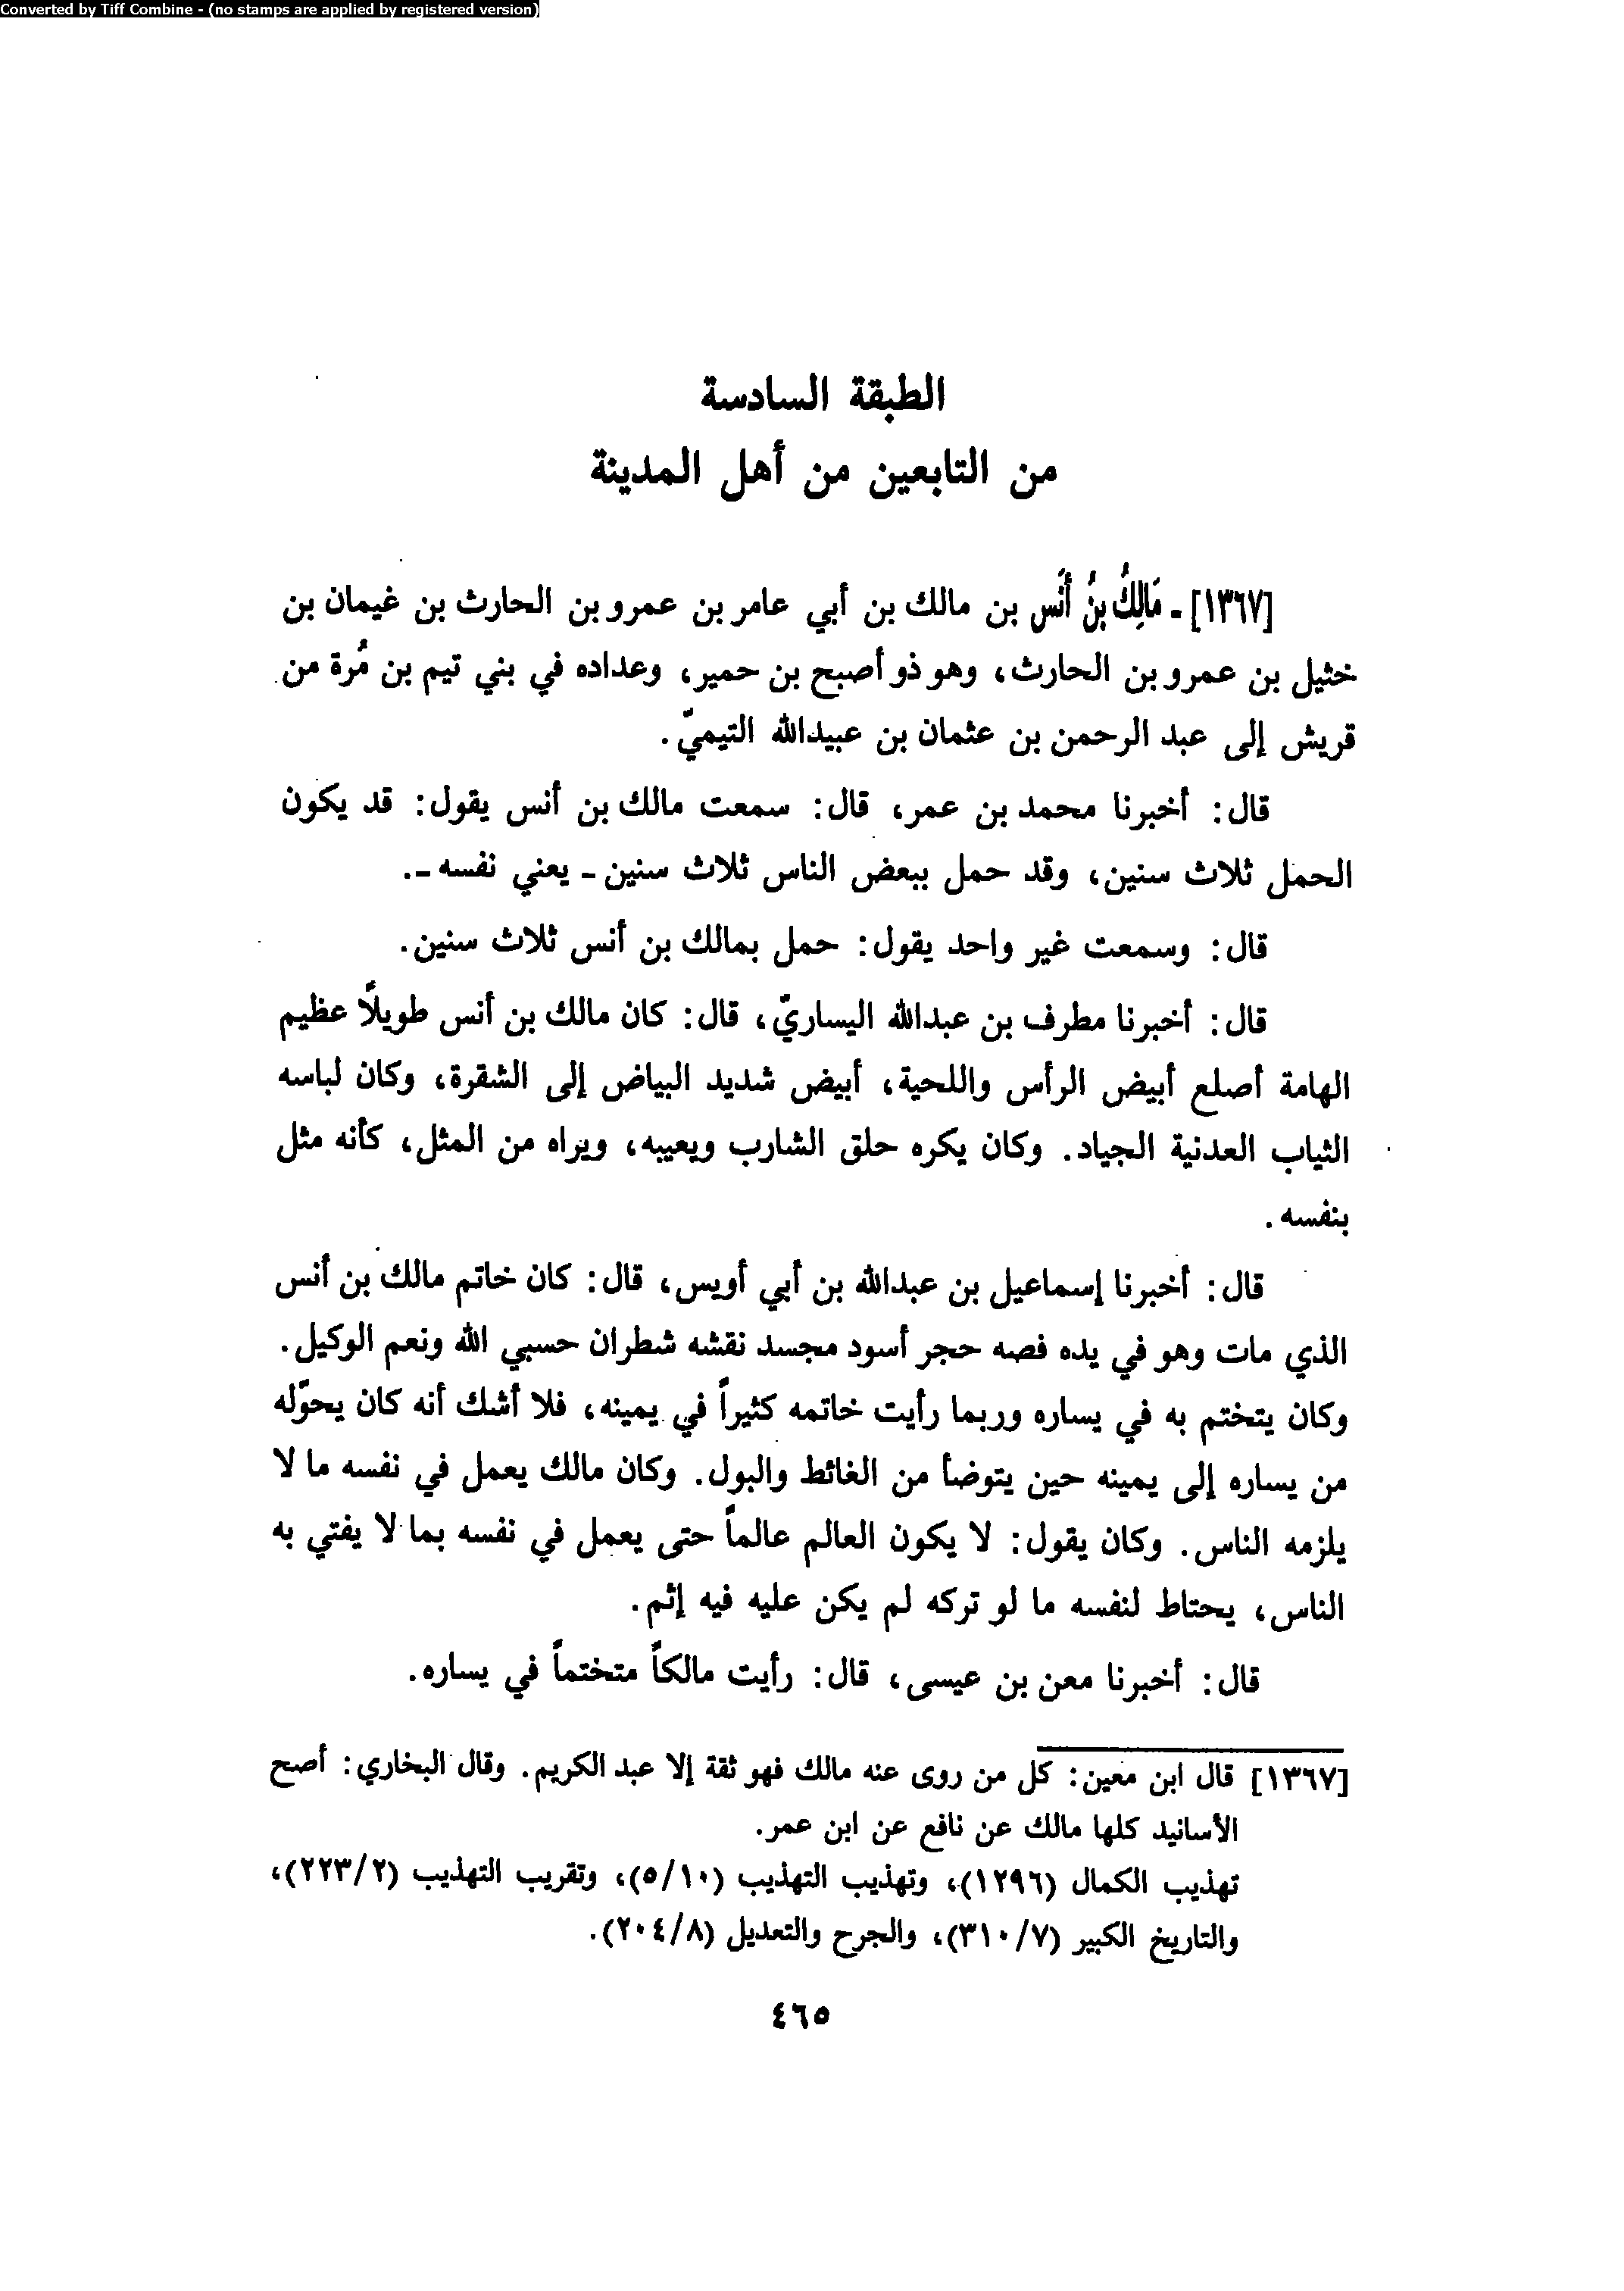 Converted by Tiff Combine - (no stamps are applied by registered version)
الطبقة السادسة
من التابعين من أهل المدينة
[١٣٦٧] - مَالِكُ بنُ أَنَس بن مالك بن أبي عامر بن عمرو بن الحارث بن غيمان بن
خثيل بن عمرو بن الحارث، وهو ذو أصبح بن حمير، وعداده في بني تيم بن مُرة من
قريش إلى عبد الرحمن بن عثمان بن عبيدالله التيميّ.
قال: أخبرنا محمد بن عمر، قال: سمعت مالك بن أنس يقول: قد يكون
الحمل ثلاث سنين، وقد حمل ببعض الناس ثلاث سنين - يعني نفسه -.
قال: وسمعت غير واحد يقول: حمل بمالك بن أنس ثلاث سنين.
قال: أخبرنا مطرف بن عبدالله اليساريّ، قال: كان مالك بن أنس طويلًا عظيم
الهامة أصلع أبيض الرأس واللحية، أبيض شديد البياض إلى الشقرة، وكان لباسه
الثياب العدنية الجياد. وكان يكره حلق الشارب ويعيبه، ويراه من المثل، كأنه مثل
بنفسه.
قال: أخبرنا إسماعيل بن عبدالله بن أبي أويس، قال: كان خاتم مالك بن أنس
الذي مات وهو في يده فصه حجر أسود مجسد نقشه شطران حسبي الله ونعم الوكيل.
وكان يتختم به في يساره وربما رأيت خاتمه كثيراً في يمينه، فلا أشك أنه كان يحوّله
من يساره إلى يمينه حين يتوضأ من الغائط والبول. وكان مالك يعمل في نفسه ما لا
يلزمه الناس. وكان يقول: لا يكون العالم عالماً حتى يعمل في نفسه بما لا يفتي به
الناس، يحتاط لنفسه ما لو تركه لم يكن عليه فيه إثم.
قال: أخبرنا معن بن عيسى، قال: رأيت مالكاً متختماً في يساره.
[١٣٦٧] قال ابن معين: كل من روى عنه مالك فهو ثقة إلا عبد الكريم. وقال البخاري: أصح
الأسانيد كلها مالك عن نافع عن ابن عمر.
تهذيب الكمال (١٢٩٦)، وتهذيب التهذيب (٥/١٠)، وتقريب التهذيب (٢٢٣/٢)،
والتاريخ الكبير (٣١٠/٧)، والجرح والتعديل (٢٠٤/٨).
٤٦٥